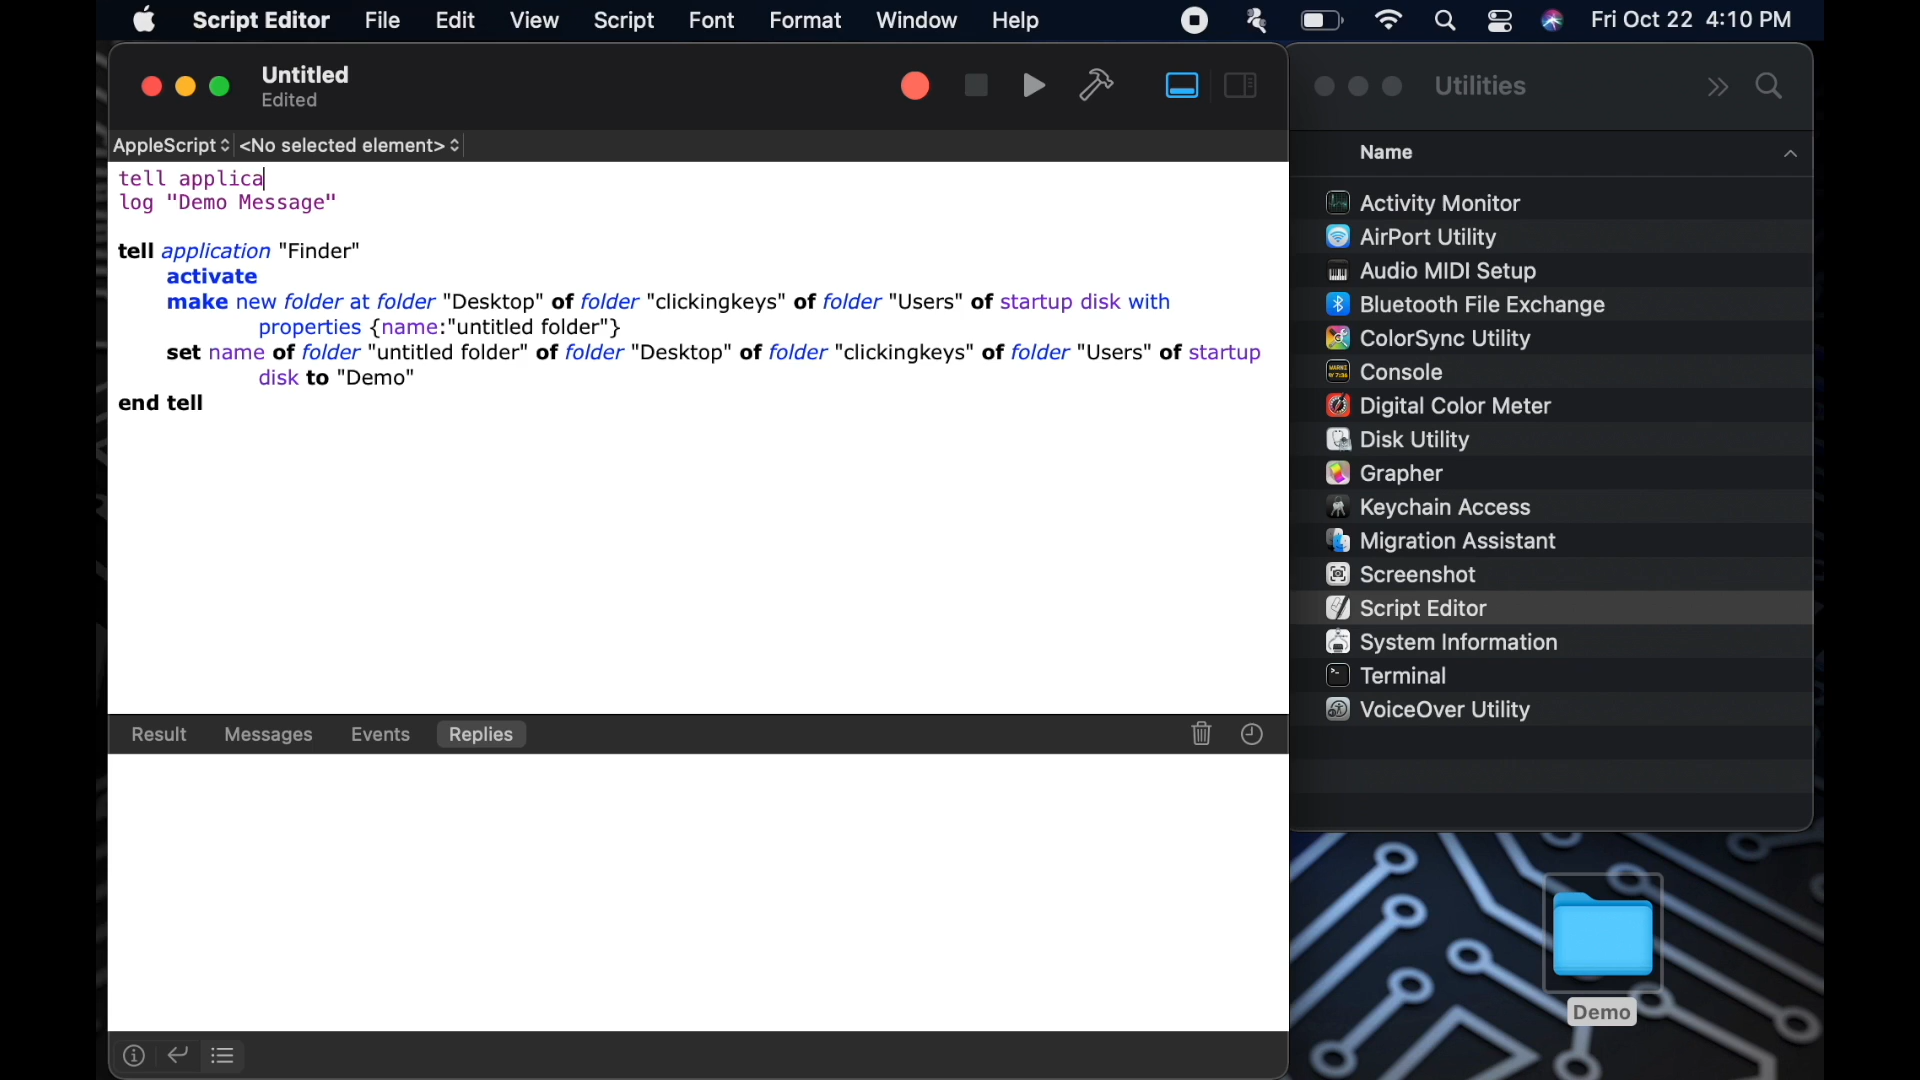 Script Editor File Edit View Script Font Format Window Help Fri Oct 22 4:10 PM
Untitled
Edited
AppleScript <No selected element>
tell applica
log "Demo Message"
tell application "Finder"
activate
make new folder at folder "Desktop" of folder "clickingkeys" of folder "Users" of startup disk with
properties {name:"untitled folder"}
set name of folder "untitled folder" of folder "Desktop" of folder "clickingkeys" of folder "Users" of startup
disk to "Demo"
end tell
Result Messages Events Replies
Utilities
Name
Activity Monitor
AirPort Utility
Audio MIDI Setup
Bluetooth File Exchange
ColorSync Utility
Console
Digital Color Meter
Disk Utility
Grapher
Keychain Access
Migration Assistant
Screenshot
Script Editor
System Information
Terminal
VoiceOver Utility
Demo